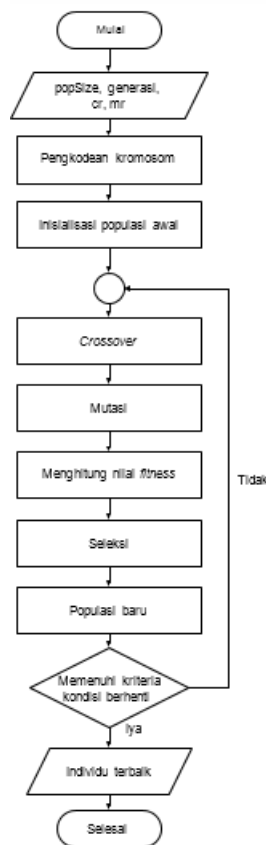 Mulai
popSize, generasi,
cr, mr
Pengkodean kromosom
Inisialisasi populasi awal
Crossover
Mutasi
Menghitung nilai fitness
Tidak
Seleksi
Populasi baru
Memenuhi kriteria
kondisi berhenti
Iya
Individu terbaik
Selesai